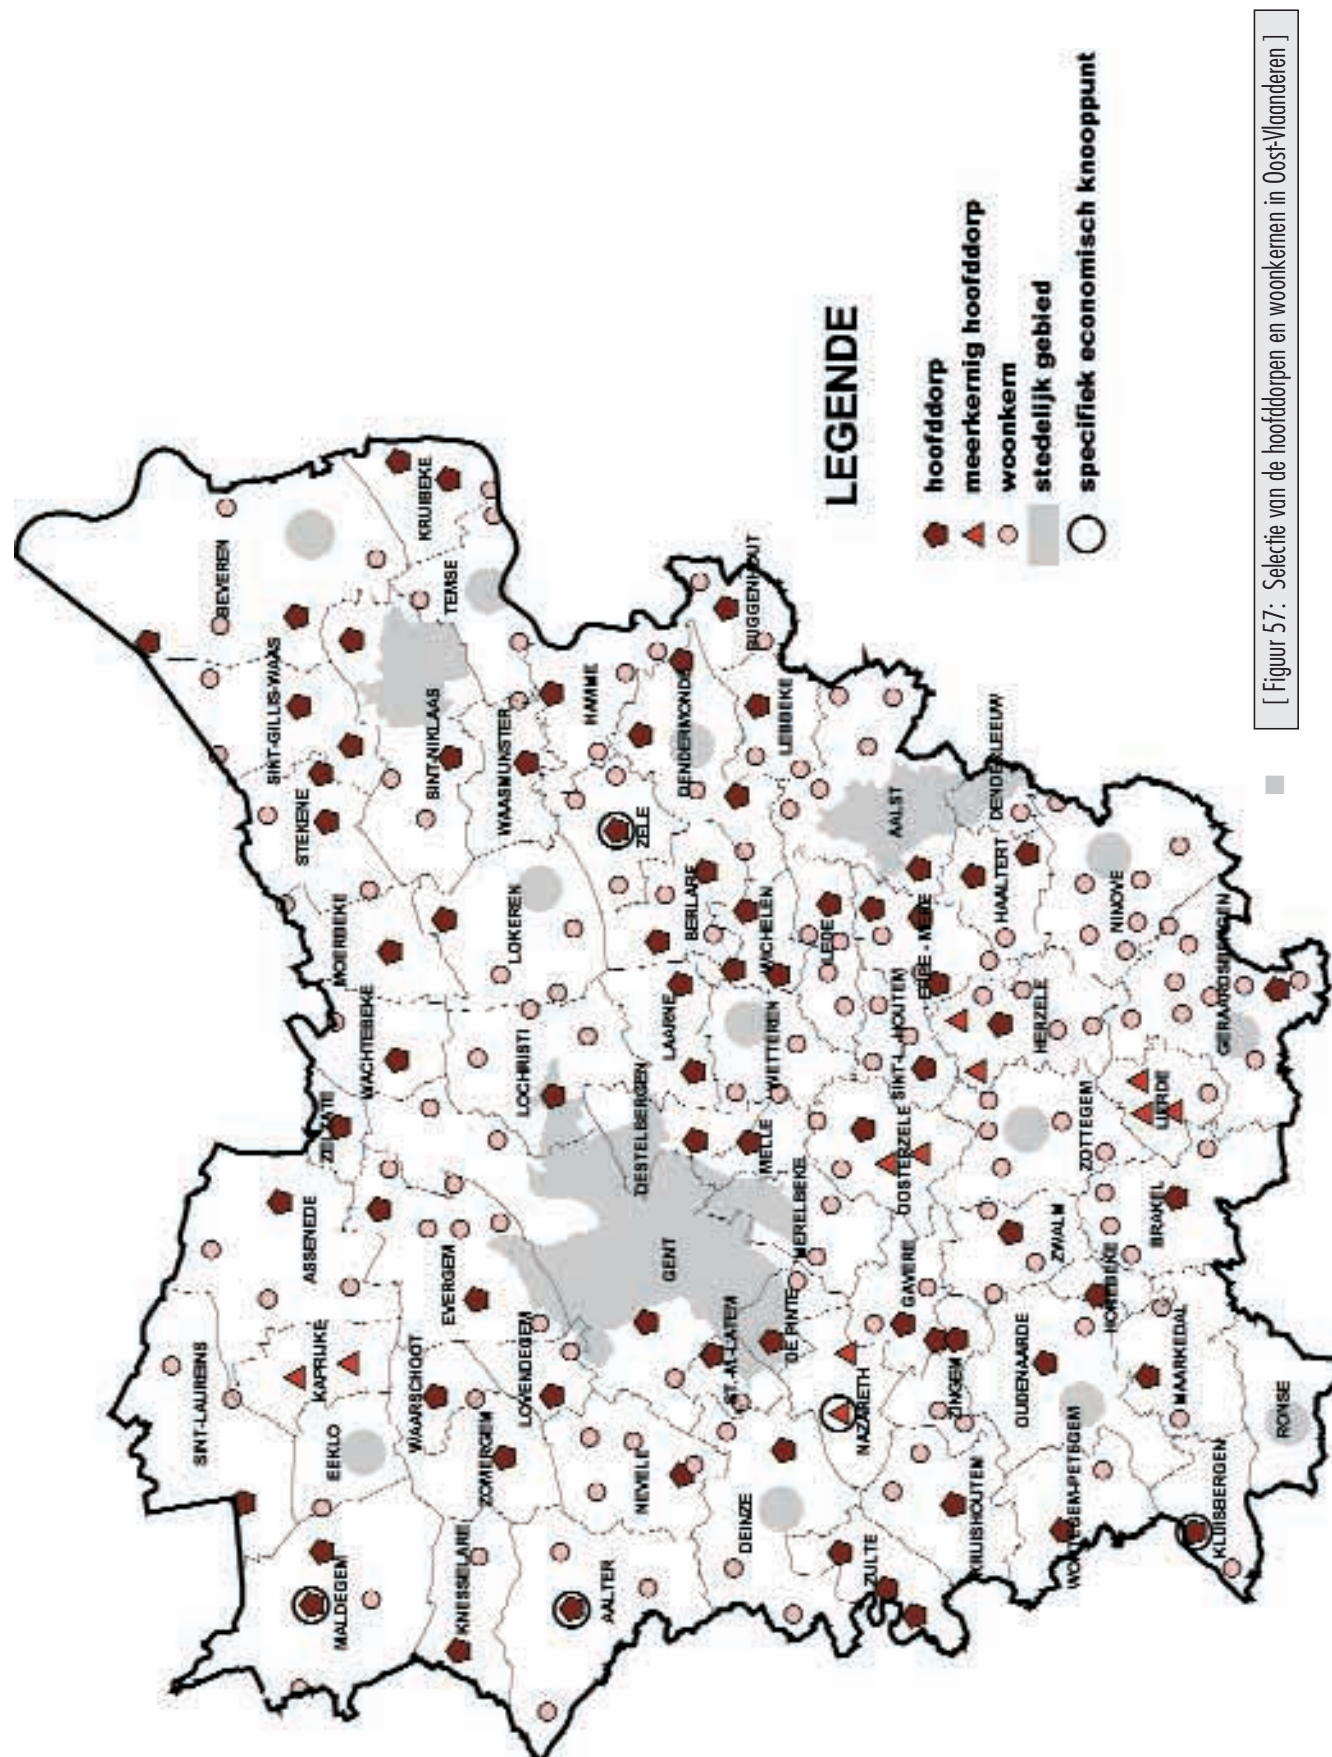 SINT-LAUREINS
ASSENEDE
KAPRIJKE
EEKLO
MALDEGEM
ZELZATE
WACHTEBEKE
MOERBEKE
STEKENE
SINT-GILLIS-WAAS
BEVEREN
KRUIBEKE
TEMSE
SINT-NIKLAAS
WAASMUNSTER
LOKEREN
LOCHRISTI
EVERGEM
WAARSCHOOT
LOVENDEGEM
ZOMERGEM
KNESSELARE
AALTER
NEVELE
GENT
DESTELBERGEN
LAARNE
BERLARE
ZELE
HAMME
DENDERMONDE
BUGGENHOUT
LEBBEKE
WICHELEN
WETTEREN
MELLE
MERELBEKE
DE PINTE
ST.-M.-LATEM
DEINZE
ZULTE
NAZARETH
GAVERE
OOSTERZELE
SINT-L.-HOUTEM
LEDE
ERPE - MERE
AALST
DENDERLEEUW
HAALTERT
HERZELE
NINOVE
GERAARDSBERGEN
LIERDE
ZOTTEGEM
ZWALM
BRAKEL
HOREBEKE
MAARKEDAL
OUDENAARDE
ZINGEM
KRUISHOUTEM
WORTEGEM-PETEGEM
KLUISBERGEN
RONSE
LEGENDE
hoofddorp
meerkernig hoofddorp
woonkern
stedelijk gebied
specifiek economisch knooppunt
[ Figuur 57: Selectie van de hoofddorpen en woonkernen in Oost-Vlaanderen ]